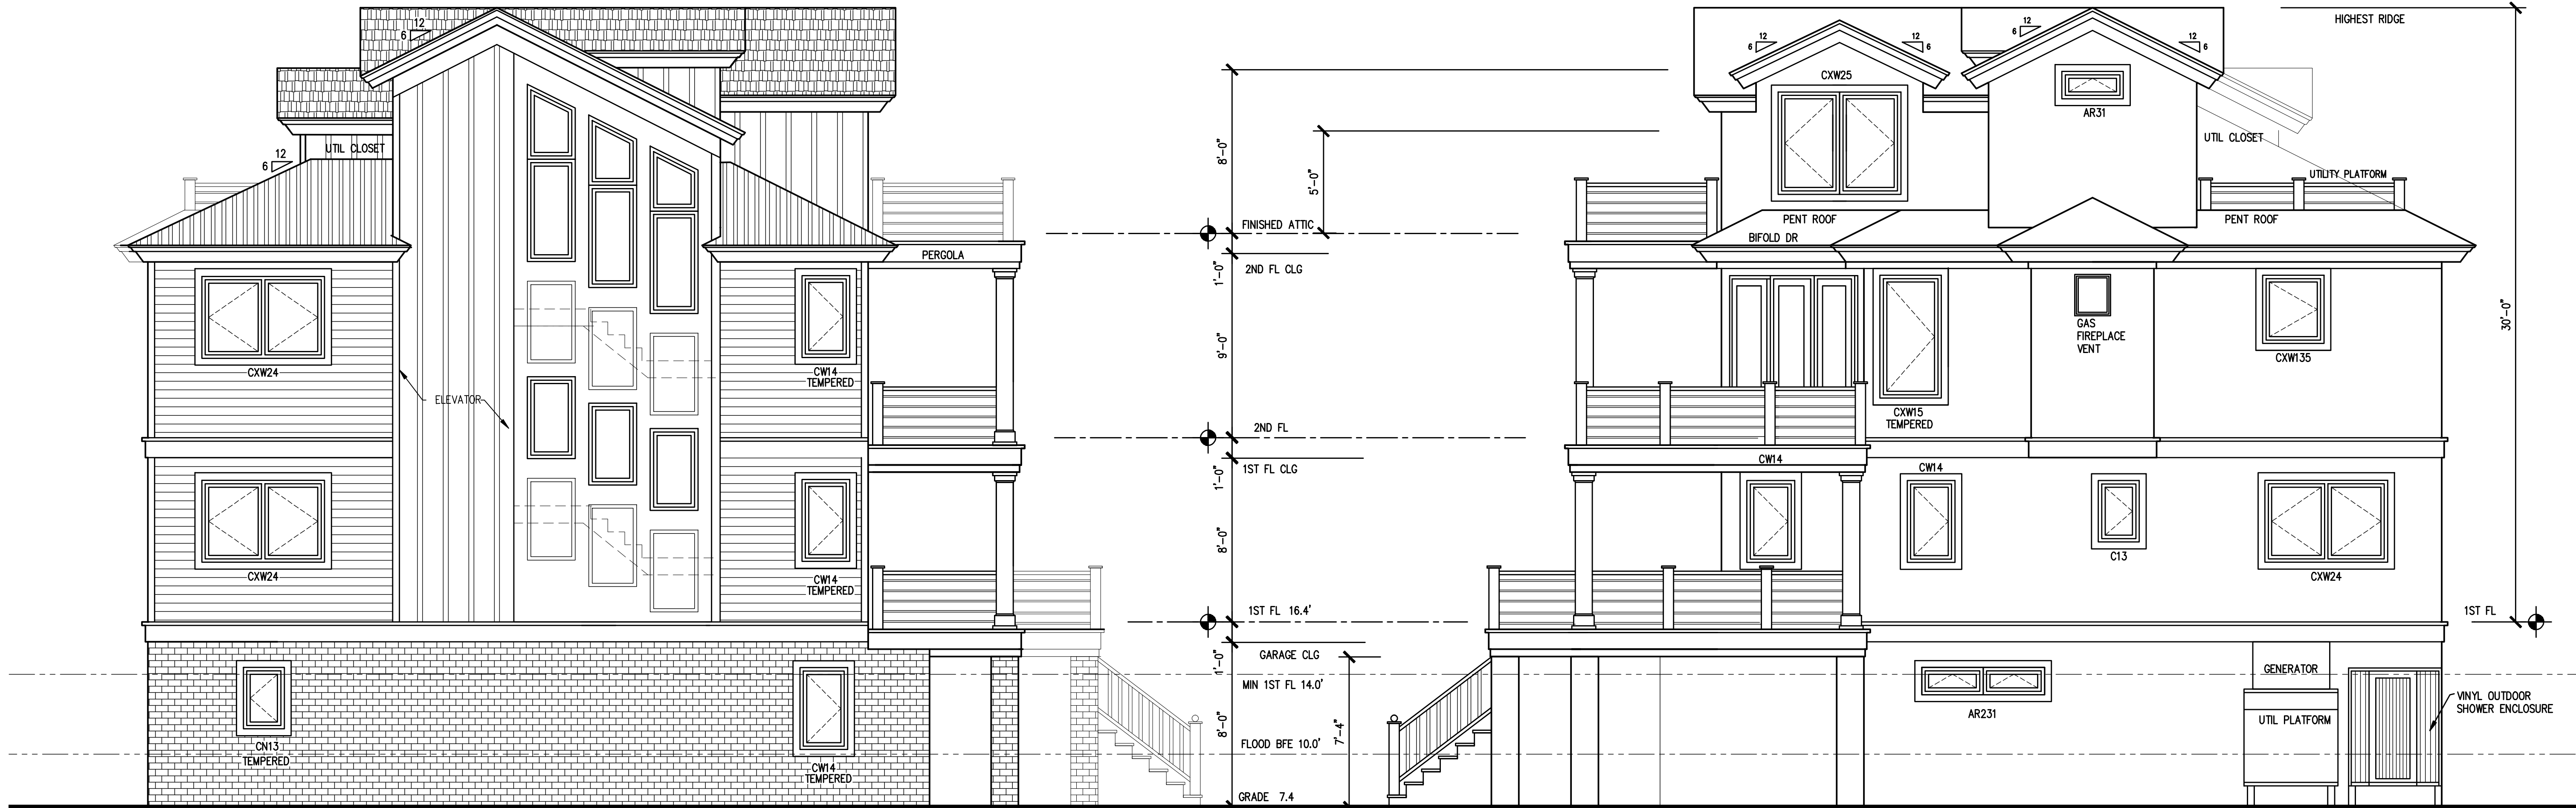 12
6
UTIL CLOSET
12
6
CXW24
ELEVATOR
CW14
TEMPERED
PERGOLA
CXW24
CW14
TEMPERED
CN13
TEMPERED
CW14
TEMPERED
8'-0"
5'-0"
FINISHED ATTIC
2ND FL CLG
1'-0"
9'-0"
2ND FL
1ST FL CLG
1'-0"
8'-0"
1ST FL 16.4'
GARAGE CLG
1'-0"
MIN 1ST FL 14.0'
8'-0"
7'-4"
FLOOD BFE 10.0'
GRADE 7.4
12
6
12
6
12
6
12
6
HIGHEST RIDGE
CXW25
AR31
UTIL CLOSET
UTILITY PLATFORM
PENT ROOF
PENT ROOF
BIFOLD DR
GAS
FIREPLACE
VENT
CXW135
30'-0"
CXW15
TEMPERED
CW14
CW14
C13
CXW24
1ST FL
GENERATOR
AR231
UTIL PLATFORM
VINYL OUTDOOR
SHOWER ENCLOSURE